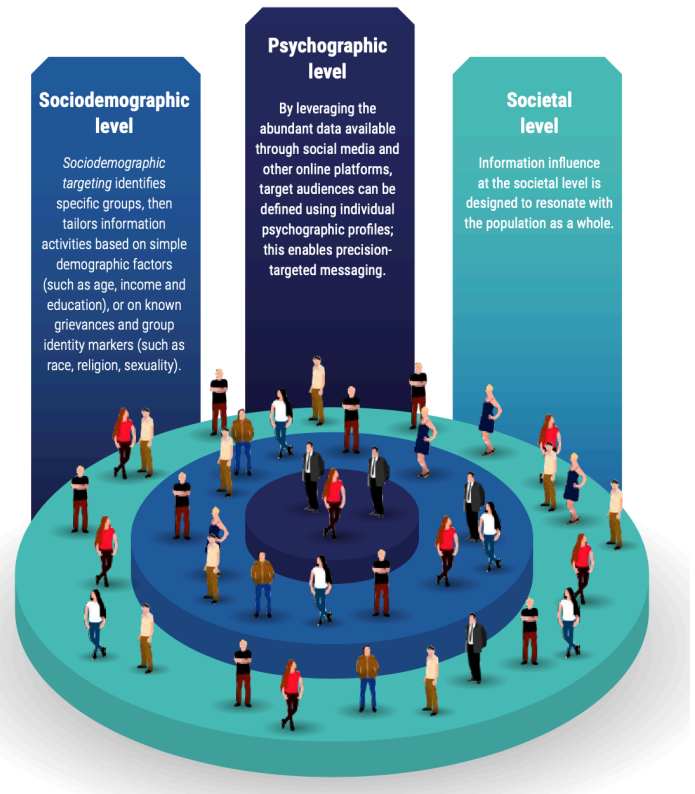 Sociodemographic
level
Sociodemographic
targeting identifies
specific groups, then
tailors information
activities based on simple
demographic factors
(such as age, income and
education), or on known
grievances and group
identity markers (such as
race, religion, sexuality).
Psychographic
level
By leveraging the
abundant data available
through social media and
other online platforms,
target audiences can be
defined using individual
psychographic profiles;
this enables precision-
targeted messaging.
Societal
level
Information influence
at the societal level is
designed to resonate with
the population as a whole.